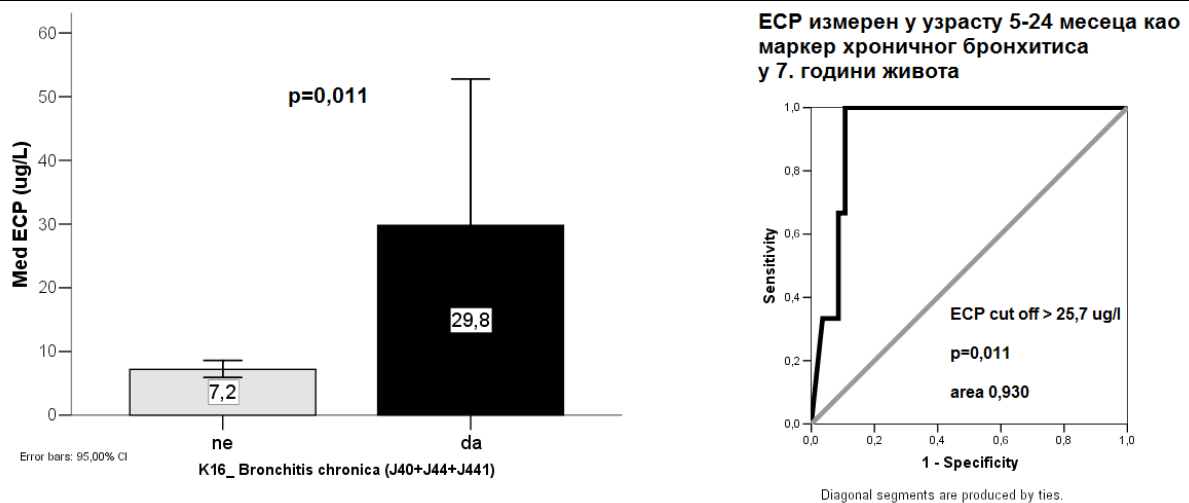 60
50
40
30
20
10
0
Med ECP (ug/L)
p=0,011
7,2
29,8
ne
da
Error bars: 95,00% CI
K16_ Bronchitis chronica (J40+J44+J441)
ECP измерен у узрасту 5-24 месеца као
маркер хроничног бронхитиса
у 7. години живота
1,0
0,8
0,6
0,4
0,2
0,0
Sensitivity
ECP cut off > 25,7 ug/l
p=0,011
area 0,930
0,0
0,2
0,4
0,6
0,8
1,0
1 - Specificity
Diagonal segments are produced by ties.